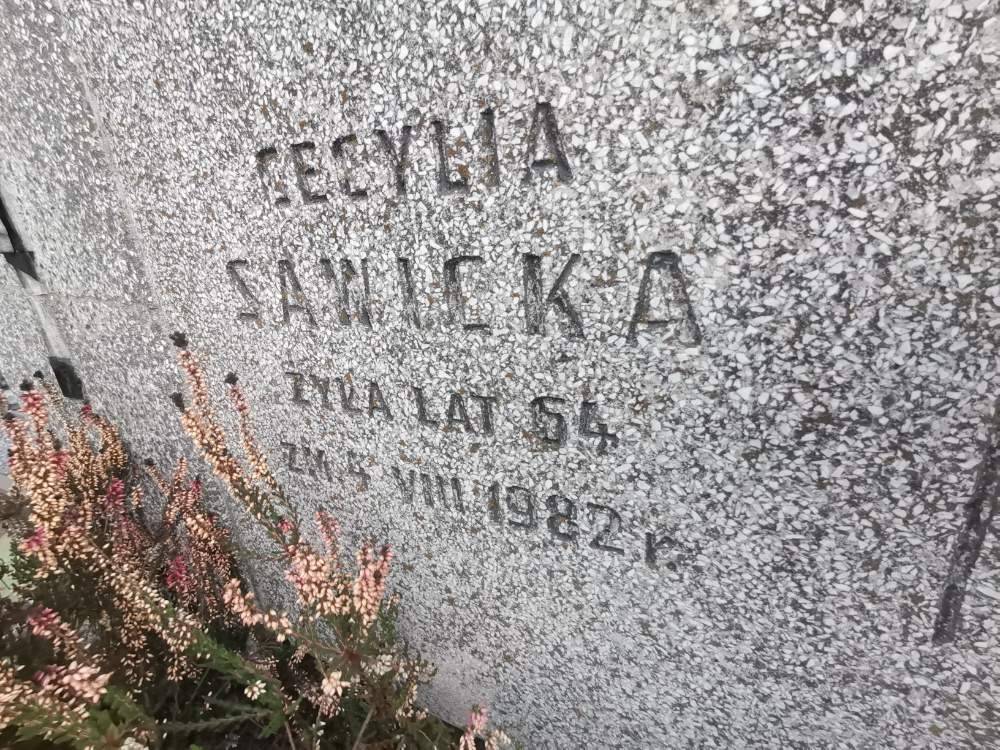 CECYLIA
SAWICKA
ŻYŁA LAT 64
ZM 4 VIII 1982 r.